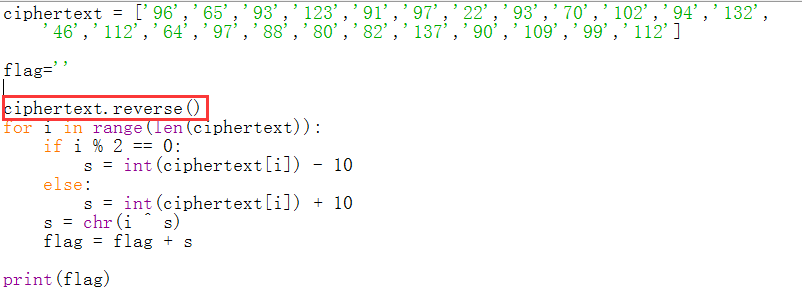 ciphertext = ['96','65','93','123','91','97','22','93','70','102','94','132',
    '46','112','64','97','88','80','82','137','90','109','99','112']
flag=''
ciphertext.reverse()
for i in range(len(ciphertext)):
    if i % 2 == 0:
        s = int(ciphertext[i]) - 10
    else:
        s = int(ciphertext[i]) + 10
    s = chr(i ^ s)
    flag = flag + s
print(flag)